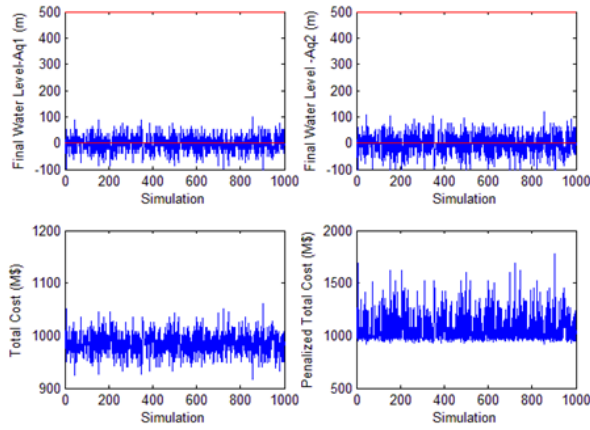 Final Water Level-Aq1 (m)
500
400
300
200
100
0
-100
0 200 400 600 800 1000
Simulation
Final Water Level -Aq2 (m)
500
400
300
200
100
0
-100
0 200 400 600 800 1000
Simulation
Total Cost (M$)
1200
1100
1000
900
0 200 400 600 800 1000
Simulation
Penalized Total Cost (M$)
2000
1500
1000
500
0 200 400 600 800 1000
Simulation